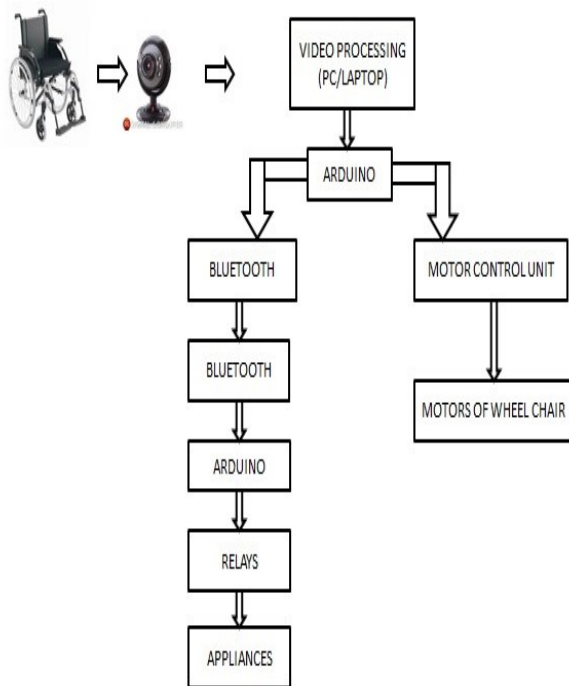 VIDEO PROCESSING
(PC/LAPTOP)
ARDUINO
BLUETOOTH
MOTOR CONTROL UNIT
BLUETOOTH
MOTORS OF WHEEL CHAIR
ARDUINO
RELAYS
APPLIANCES